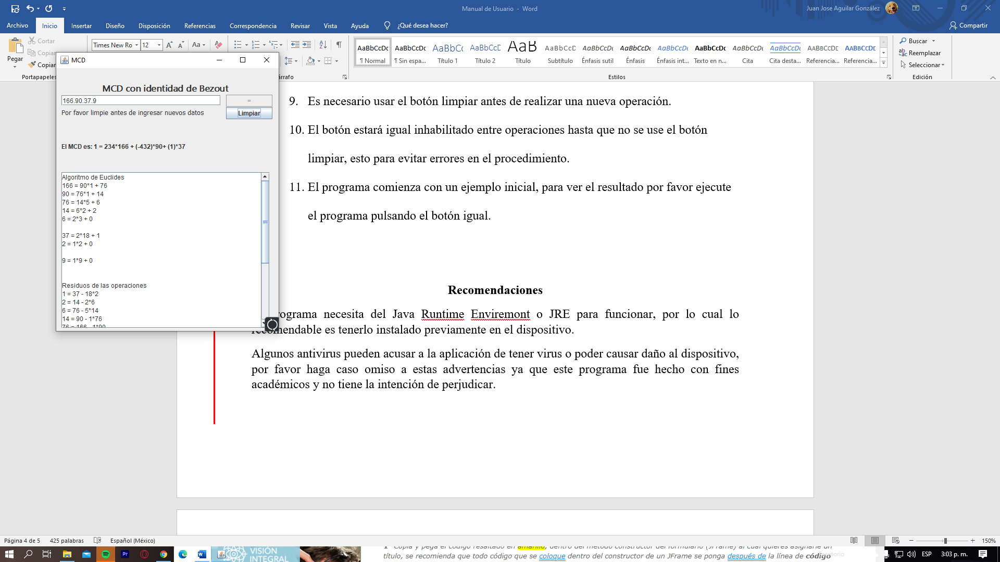 Manual de Usuario - Word
Juan Jose Aguilar González
Archivo Inicio Insertar Diseño Disposición Referencias Correspondencia Revisar Vista Ayuda ¿Qué desea hacer? Compartir
Pegar
Cortar
Copiar
Copiar
Portapapeles
Times New Ro 12
Aa
árrafo
AaBbCcDc AaBbCcDc AaBbCc AaBbCcD AaB AaBbCcD AaBbCcDc AaBbCcDc AaBbCcDc AaBbCcDc AaBbCcDc AaBbCcDc AABBCCDE AABBCCDE
¶ Normal ¶ Sin espa... Título 1 Título 2 Título Subtítulo Énfasis sutil Énfasis Énfasis int... Texto en n... Cita Cita desta... Referencia... Referencia...
Estilos
Buscar
Reemplazar
Seleccionar
Edición
MCD
MCD con identidad de Bezout
166.90.37.9
=
Por favor limpie antes de ingresar nuevos datos
Limpiar
El MCD es: 1 = 234*166 + (-432)*90+ (1)*37
Algoritmo de Euclides
166 = 90*1 + 76
90 = 76*1 + 14
76 = 14*5 + 6
14 = 6*2 + 2
6 = 2*3 + 0
37 = 2*18 + 1
2 = 1*2 + 0
9 = 1*9 + 0
Residuos de las operaciones
1 = 37 - 18*2
2 = 14 - 2*6
6 = 76 - 5*14
14 = 90 - 1*76
76 = 166 - 1*90
9. Es necesario usar el botón limpiar antes de realizar una nueva operación.
10. El botón estará igual inhabilitado entre operaciones hasta que no se use el botón
limpiar, esto para evitar errores en el procedimiento.
11. El programa comienza con un ejemplo inicial, para ver el resultado por favor ejecute
el programa pulsando el botón igual.
Recomendaciones
rograma necesita del Java Runtime Enviremont o JRE para funcionar, por lo cual lo
recomendable es tenerlo instalado previamente en el dispositivo.
Algunos antivirus pueden acusar a la aplicación de tener virus o poder causar daño al dispositivo,
por favor haga caso omiso a estas advertencias ya que este programa fue hecho con fines
académicos y no tiene la intención de perjudicar.
Página 4 de 5 425 palabras Español (México) 150%
VISIÓN
INTEGRAL
Copia y pega el código resaltado en amarillo, dentro del método constructor del formulario (JFrame) al cual quieres asignarle un
título, se recomienda que todo código que se coloque dentro del constructor de un JFrame se ponga después de la línea de código
ESP 3:03 p. m.